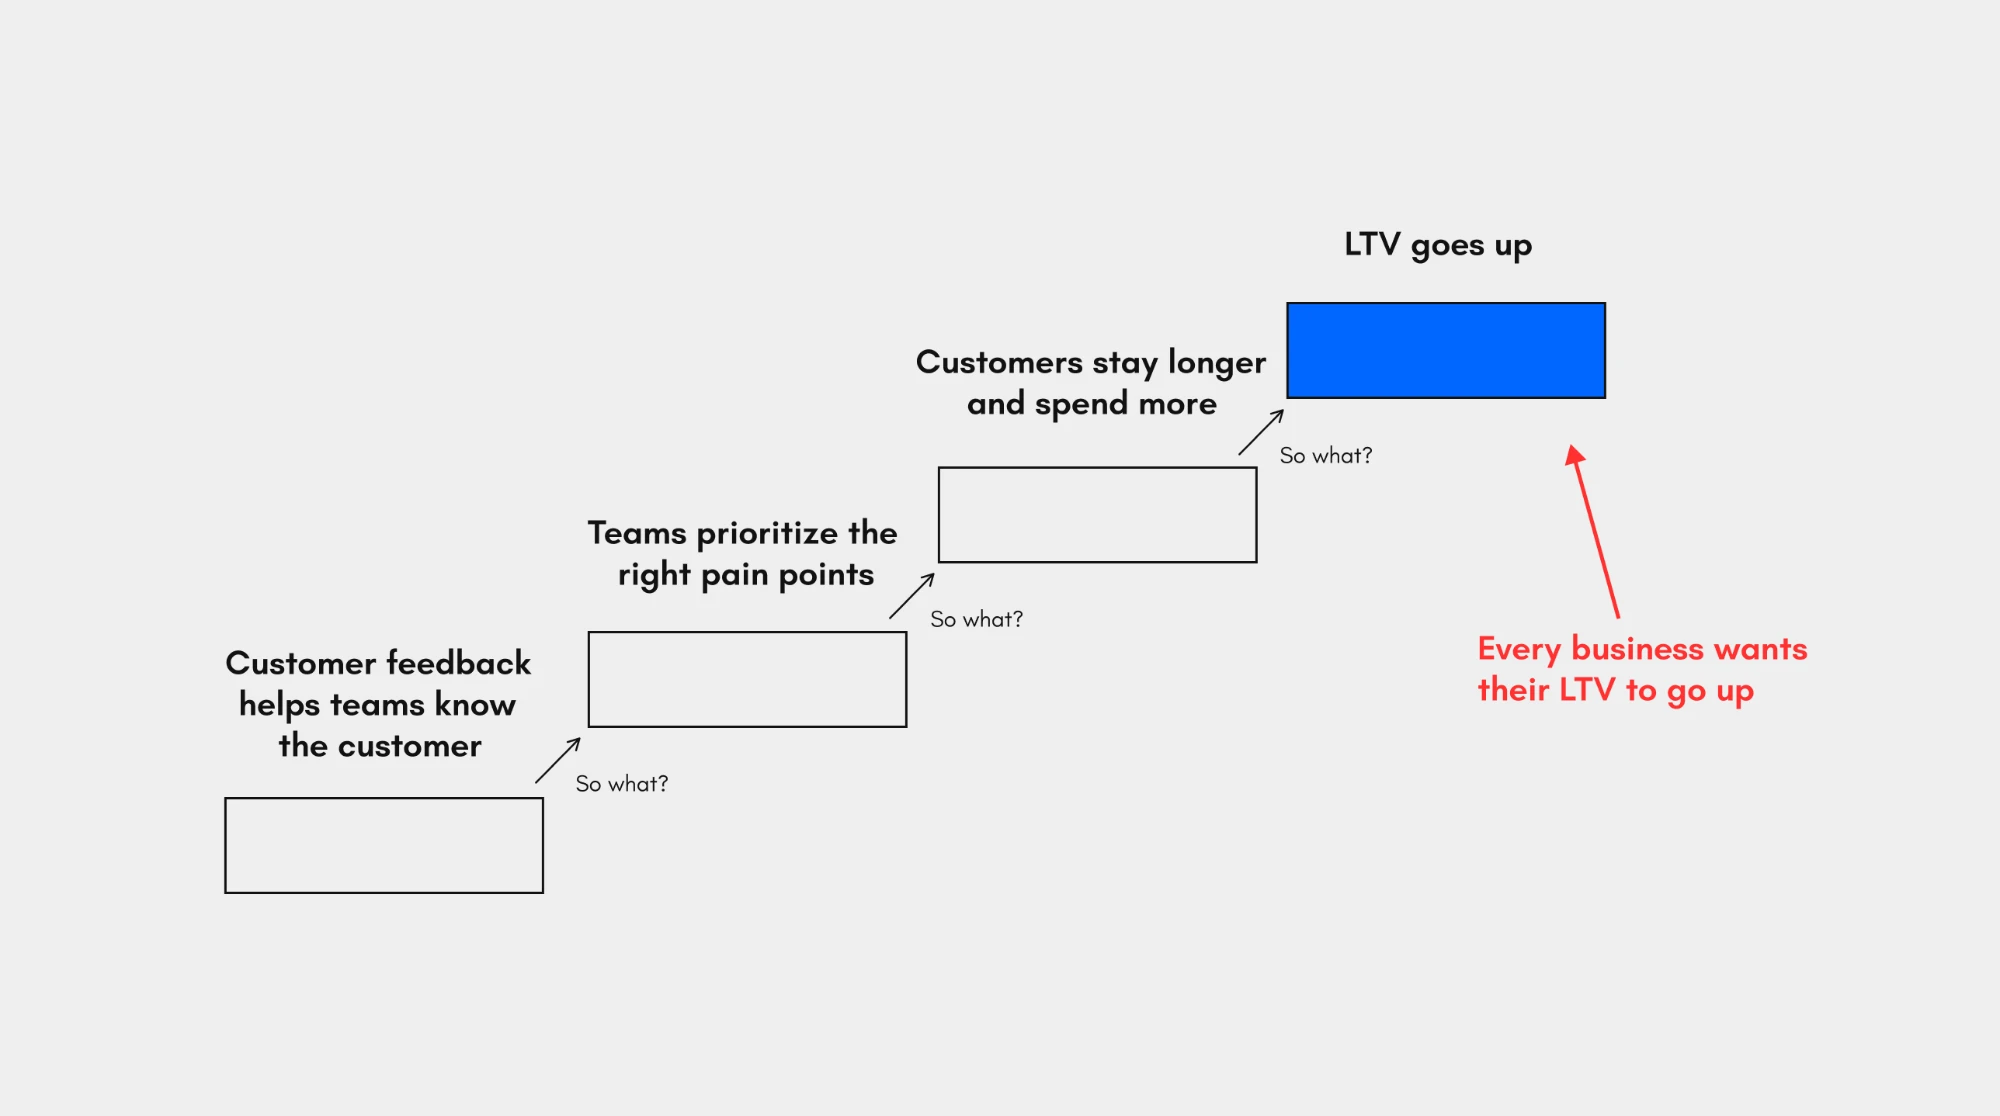 LTV goes up
Customers stay longer
and spend more
So what?
Teams prioritize the
right pain points
So what?
Customer feedback
helps teams know
the customer
So what?
Every business wants
their LTV to go up